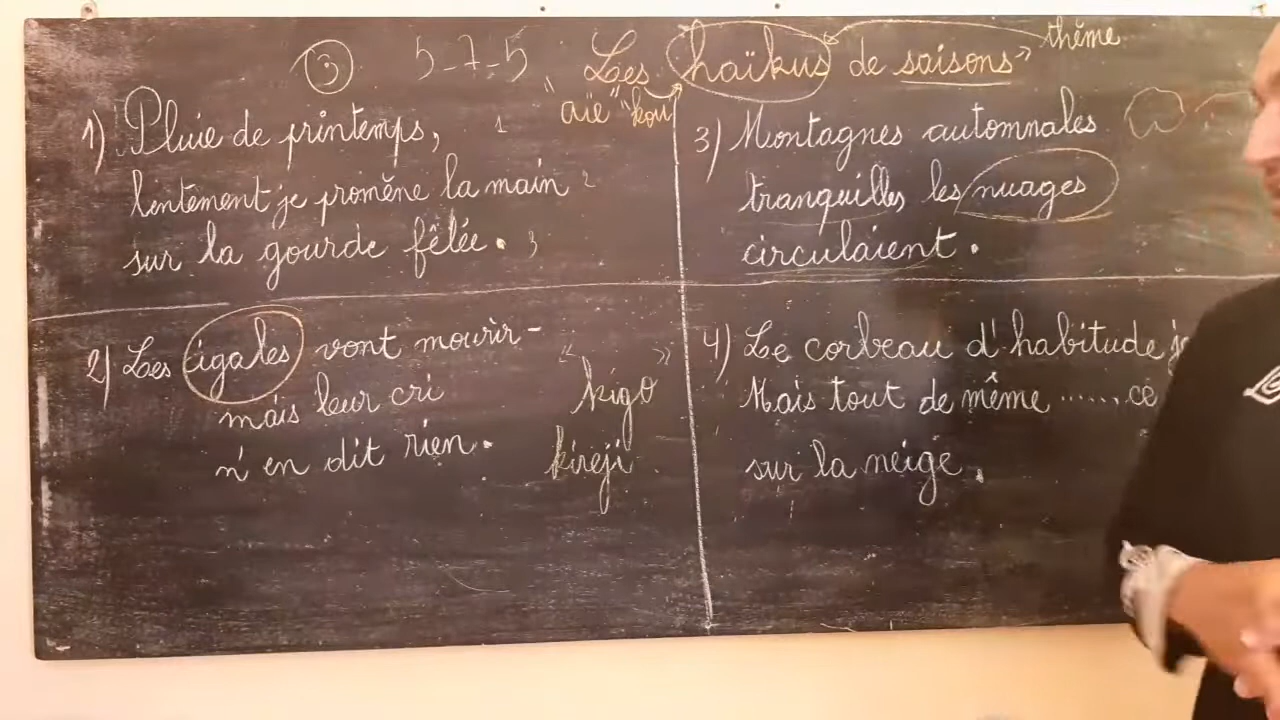 ③ 5-7-5 Les "haïkus de saisons" thème
"aïe" "kou"
1) Pluie de printemps, 1
lentement je promène la main 2
sur la gourde fêlée. 3
2) Les cigales vont mourir-
mais leur cri
n'en dit rien.
"kigo"
kireji
3) Montagnes automnales
tranquilles les nuages
circulaient.
4) Le corbeau d'habitude
Mais tout de même ...... ce
sur la neige.